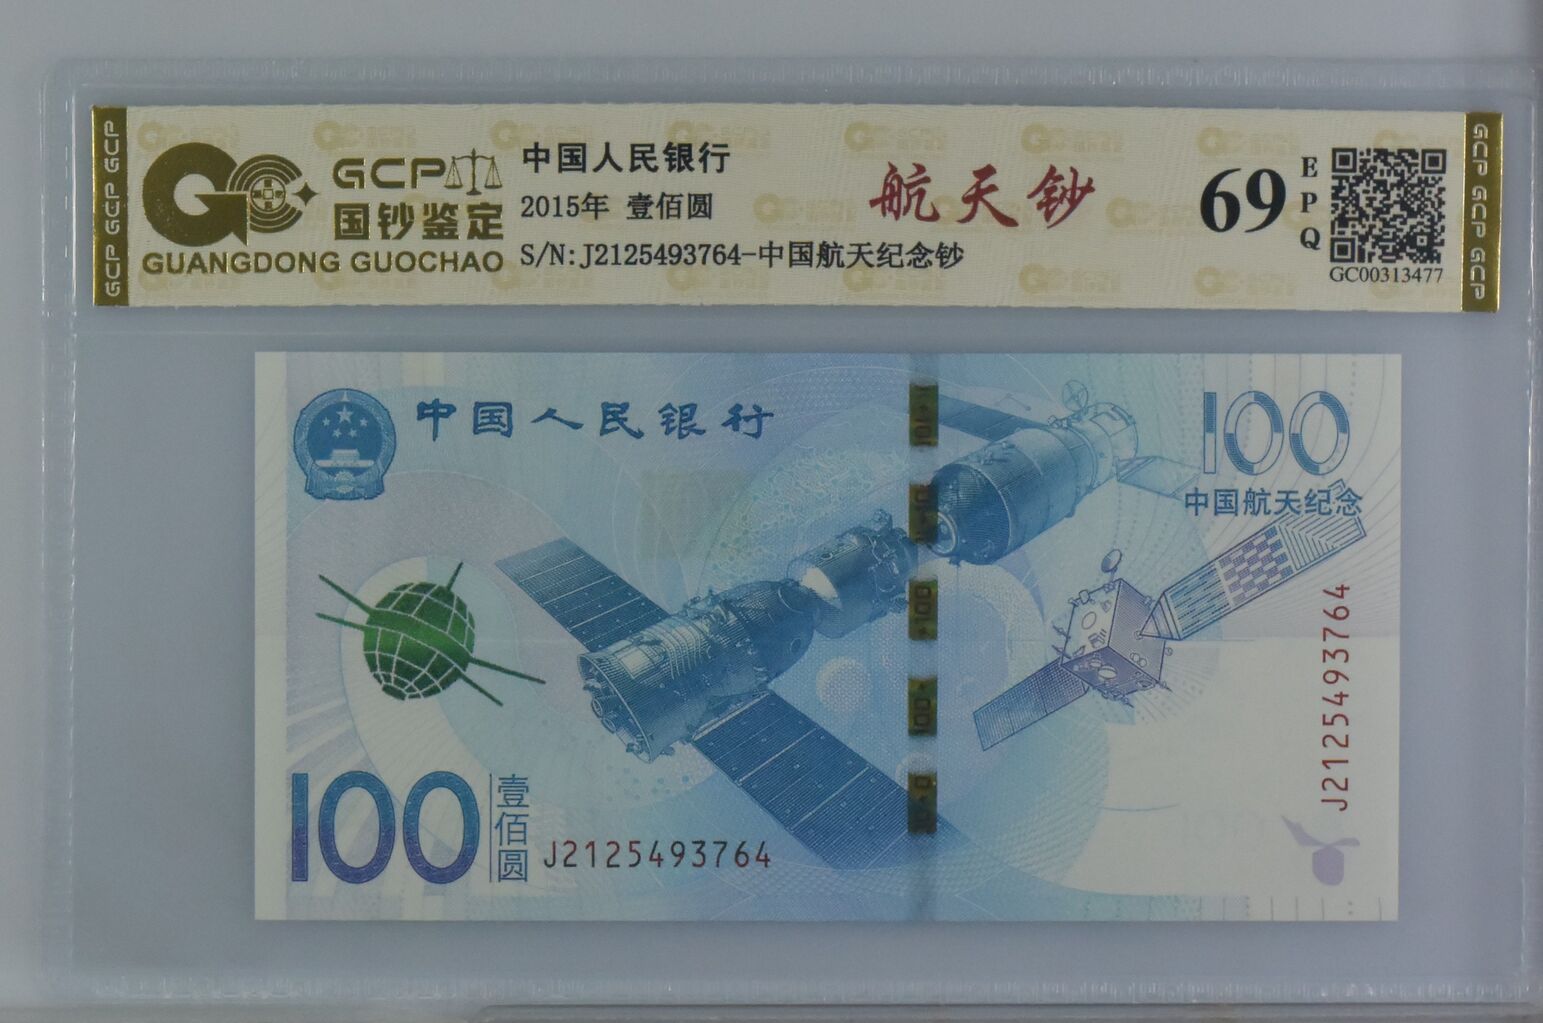 GCP GCP GCP
GCP
国钞鉴定
GUANGDONG GUOCHAO
中国人民银行
2015年 壹佰圆
S/N:J2125493764-中国航天纪念钞
航天钞
69
EPQ
GC00313477
GCP GCP GCP
中国人民银行
100
中国航天纪念
J2125493764
100
壹佰圆
J2125493764
100
100